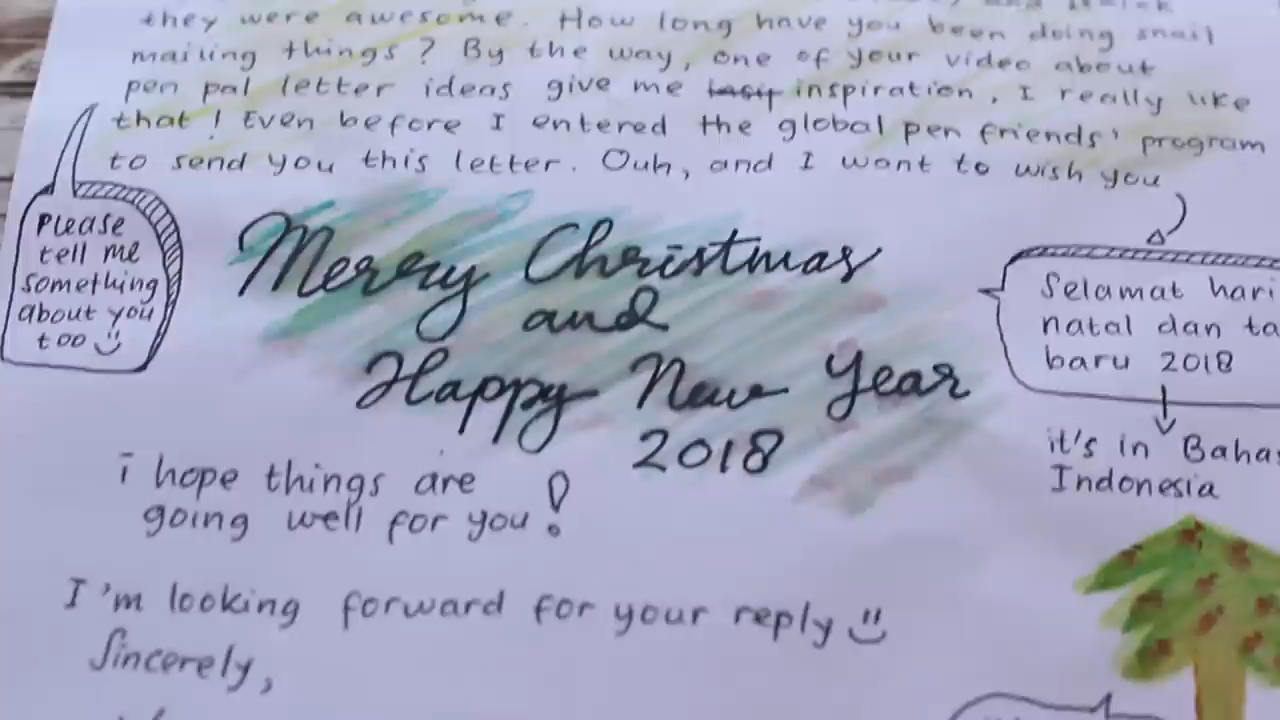 they were awesome. How long have you been doing snail
mailing things? By the way, one of your video about
pen pal letter ideas give me inspiration. I really like
that! Even before I entered the global pen friends' program
to send you this letter. Ouh, and I want to wish you
Please
tell me
something
about you
too
Merry Christmas
and
Happy New Year
2018
Selamat hari
natal dan ta
baru 2018
it's in Baha
Indonesia
i hope things are
going well for you!
I'm looking forward for your reply
Sincerely,